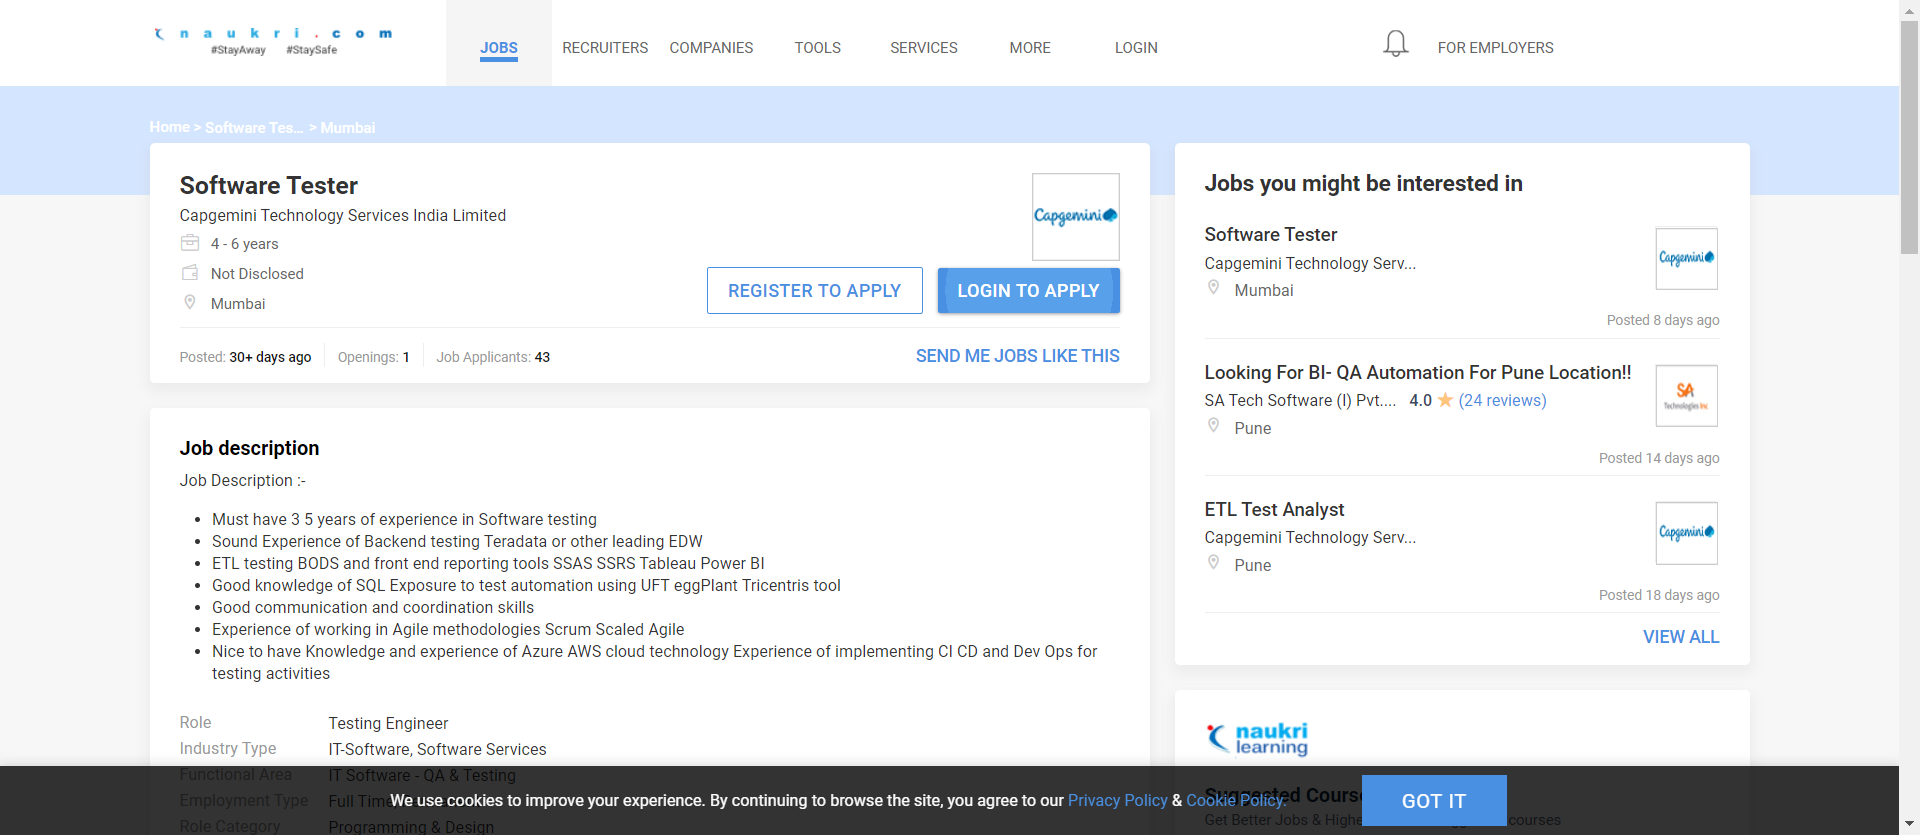 naukri.com
#StayAway #StaySafe
JOBS
RECRUITERS
COMPANIES
TOOLS
SERVICES
MORE
LOGIN
FOR EMPLOYERS
Home > Software Tes... > Mumbai
Software Tester
Capgemini Technology Services India Limited
4 - 6 years
Not Disclosed
Mumbai
Capgemini
REGISTER TO APPLY
LOGIN TO APPLY
Posted: 30+ days ago
Openings: 1
Job Applicants: 43
SEND ME JOBS LIKE THIS
Job description
Job Description :-
Must have 3 5 years of experience in Software testing
Sound Experience of Backend testing Teradata or other leading EDW
ETL testing BODS and front end reporting tools SSAS SSRS Tableau Power BI
Good knowledge of SQL Exposure to test automation using UFT eggPlant Tricentris tool
Good communication and coordination skills
Experience of working in Agile methodologies Scrum Scaled Agile
Nice to have Knowledge and experience of Azure AWS cloud technology Experience of implementing CI CD and Dev Ops for
testing activities
Role Testing Engineer
Industry Type IT-Software, Software Services
Functional Area IT Software - QA & Testing
Employment Type Full Time
Role Category Programming & Design
Jobs you might be interested in
Software Tester
Capgemini Technology Serv...
Mumbai
Capgemini
Posted 8 days ago
Looking For BI- QA Automation For Pune Location!!
SA Tech Software (I) Pvt.... 4.0 (24 reviews)
Pune
SA
Technologies Inc
Posted 14 days ago
ETL Test Analyst
Capgemini Technology Serv...
Pune
Capgemini
Posted 18 days ago
VIEW ALL
naukri
learning
Suggested Cours
Get Better Jobs & Highe courses
We use cookies to improve your experience. By continuing to browse the site, you agree to our Privacy Policy & Cookie Policy.
GOT IT